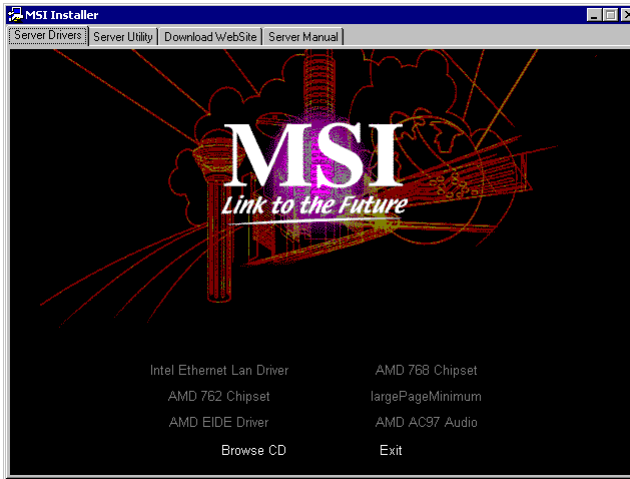 MSI Installer
Server Drivers Server Utility Download WebSite Server Manual
MSI
Link to the Future
Intel Ethernet Lan Driver AMD 768 Chipset
AMD 762 Chipset largePageMinimum
AMD EIDE Driver AMD AC97 Audio
Browse CD Exit